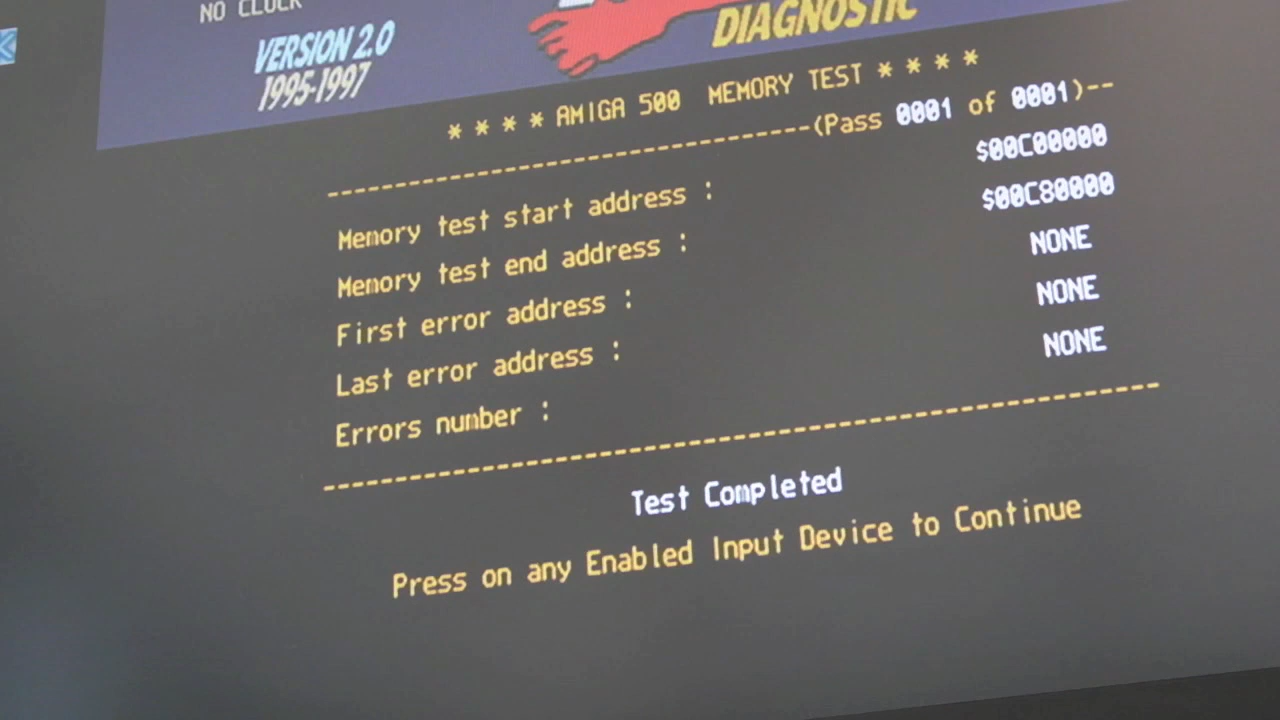 NO CLOCK
VERSION 2.0
1995-1997
DIAGNOSTIC
* * * * AMIGA 500 MEMORY TEST * * * *
-----------------------------------(Pass 0001 of 0001)--
Memory test start address : $00C00000
Memory test end address : $00C80000
First error address : NONE
Last error address : NONE
Errors number : NONE
------------------------------------------------------------
Test Completed
Press on any Enabled Input Device to Continue